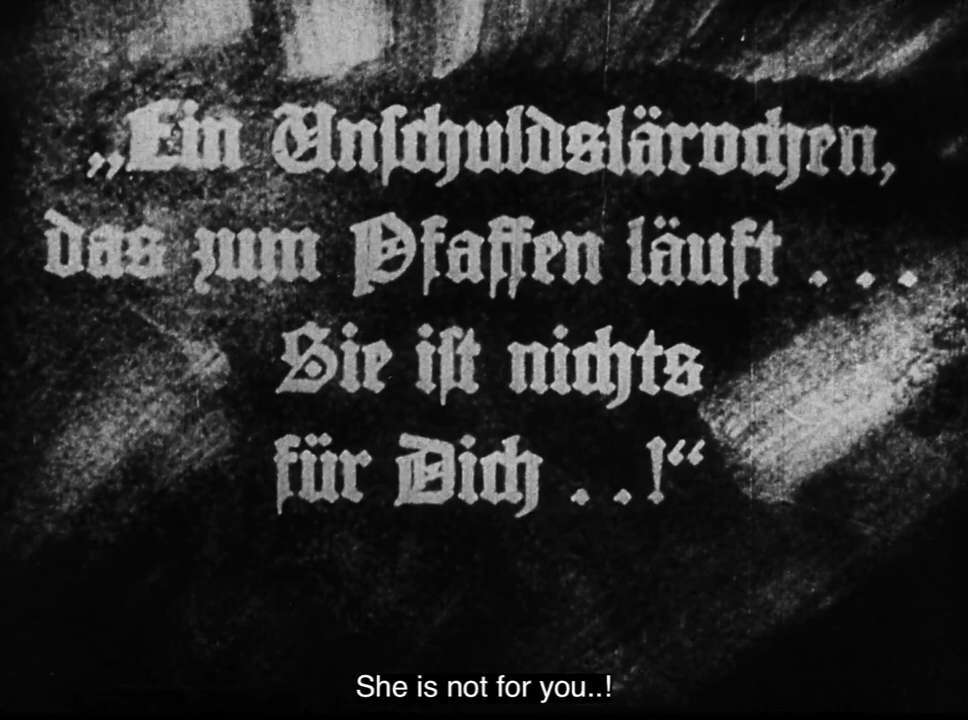 „Ein Unschuldslärvchen,
das zum Pfaffen läuft . . .
Sie ist nichts
für Dich . . !“
She is not for you..!